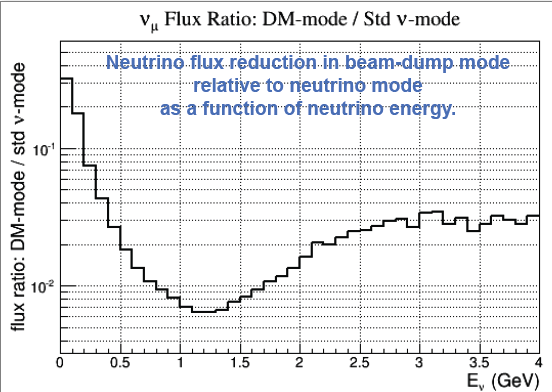 ν_μ Flux Ratio: DM-mode / Std ν-mode
Neutrino flux reduction in beam-dump mode
relative to neutrino mode
as a function of neutrino energy.
flux ratio: DM-mode / std ν-mode
10⁻¹
10⁻²
0 0.5 1 1.5 2 2.5 3 3.5 4
E_ν (GeV)